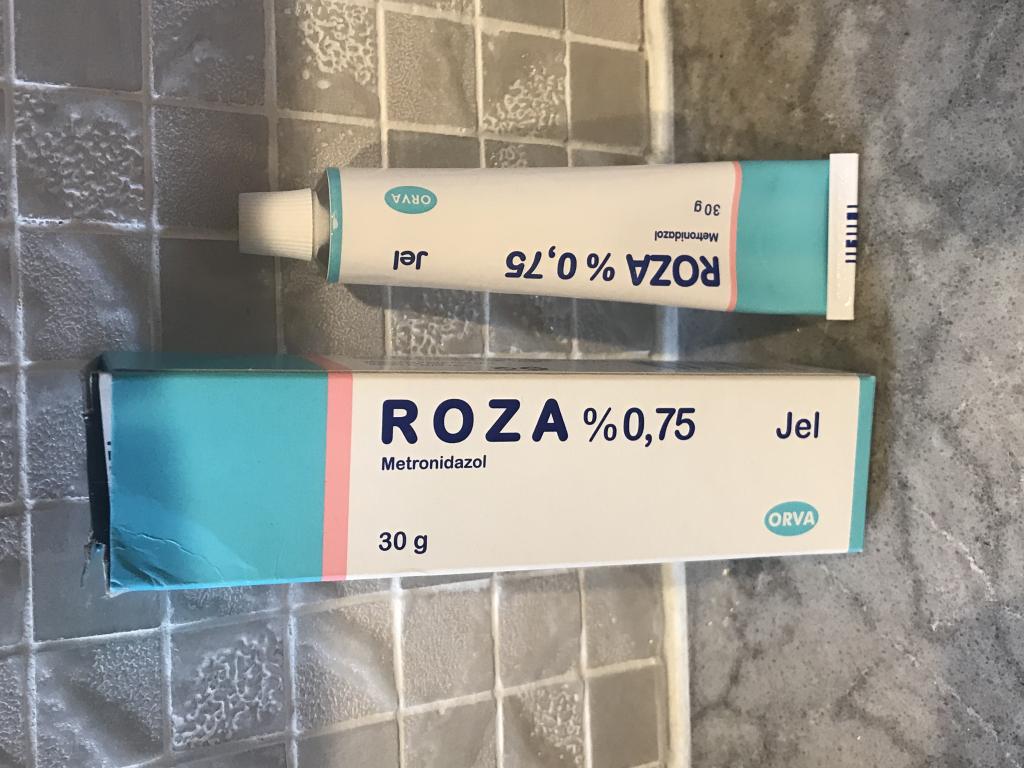 ROZA % 0,75
Metronidazol
30 g
Jel
ORVA
ROZA %0,75
Metronidazol
Jel
30 g
ORVA